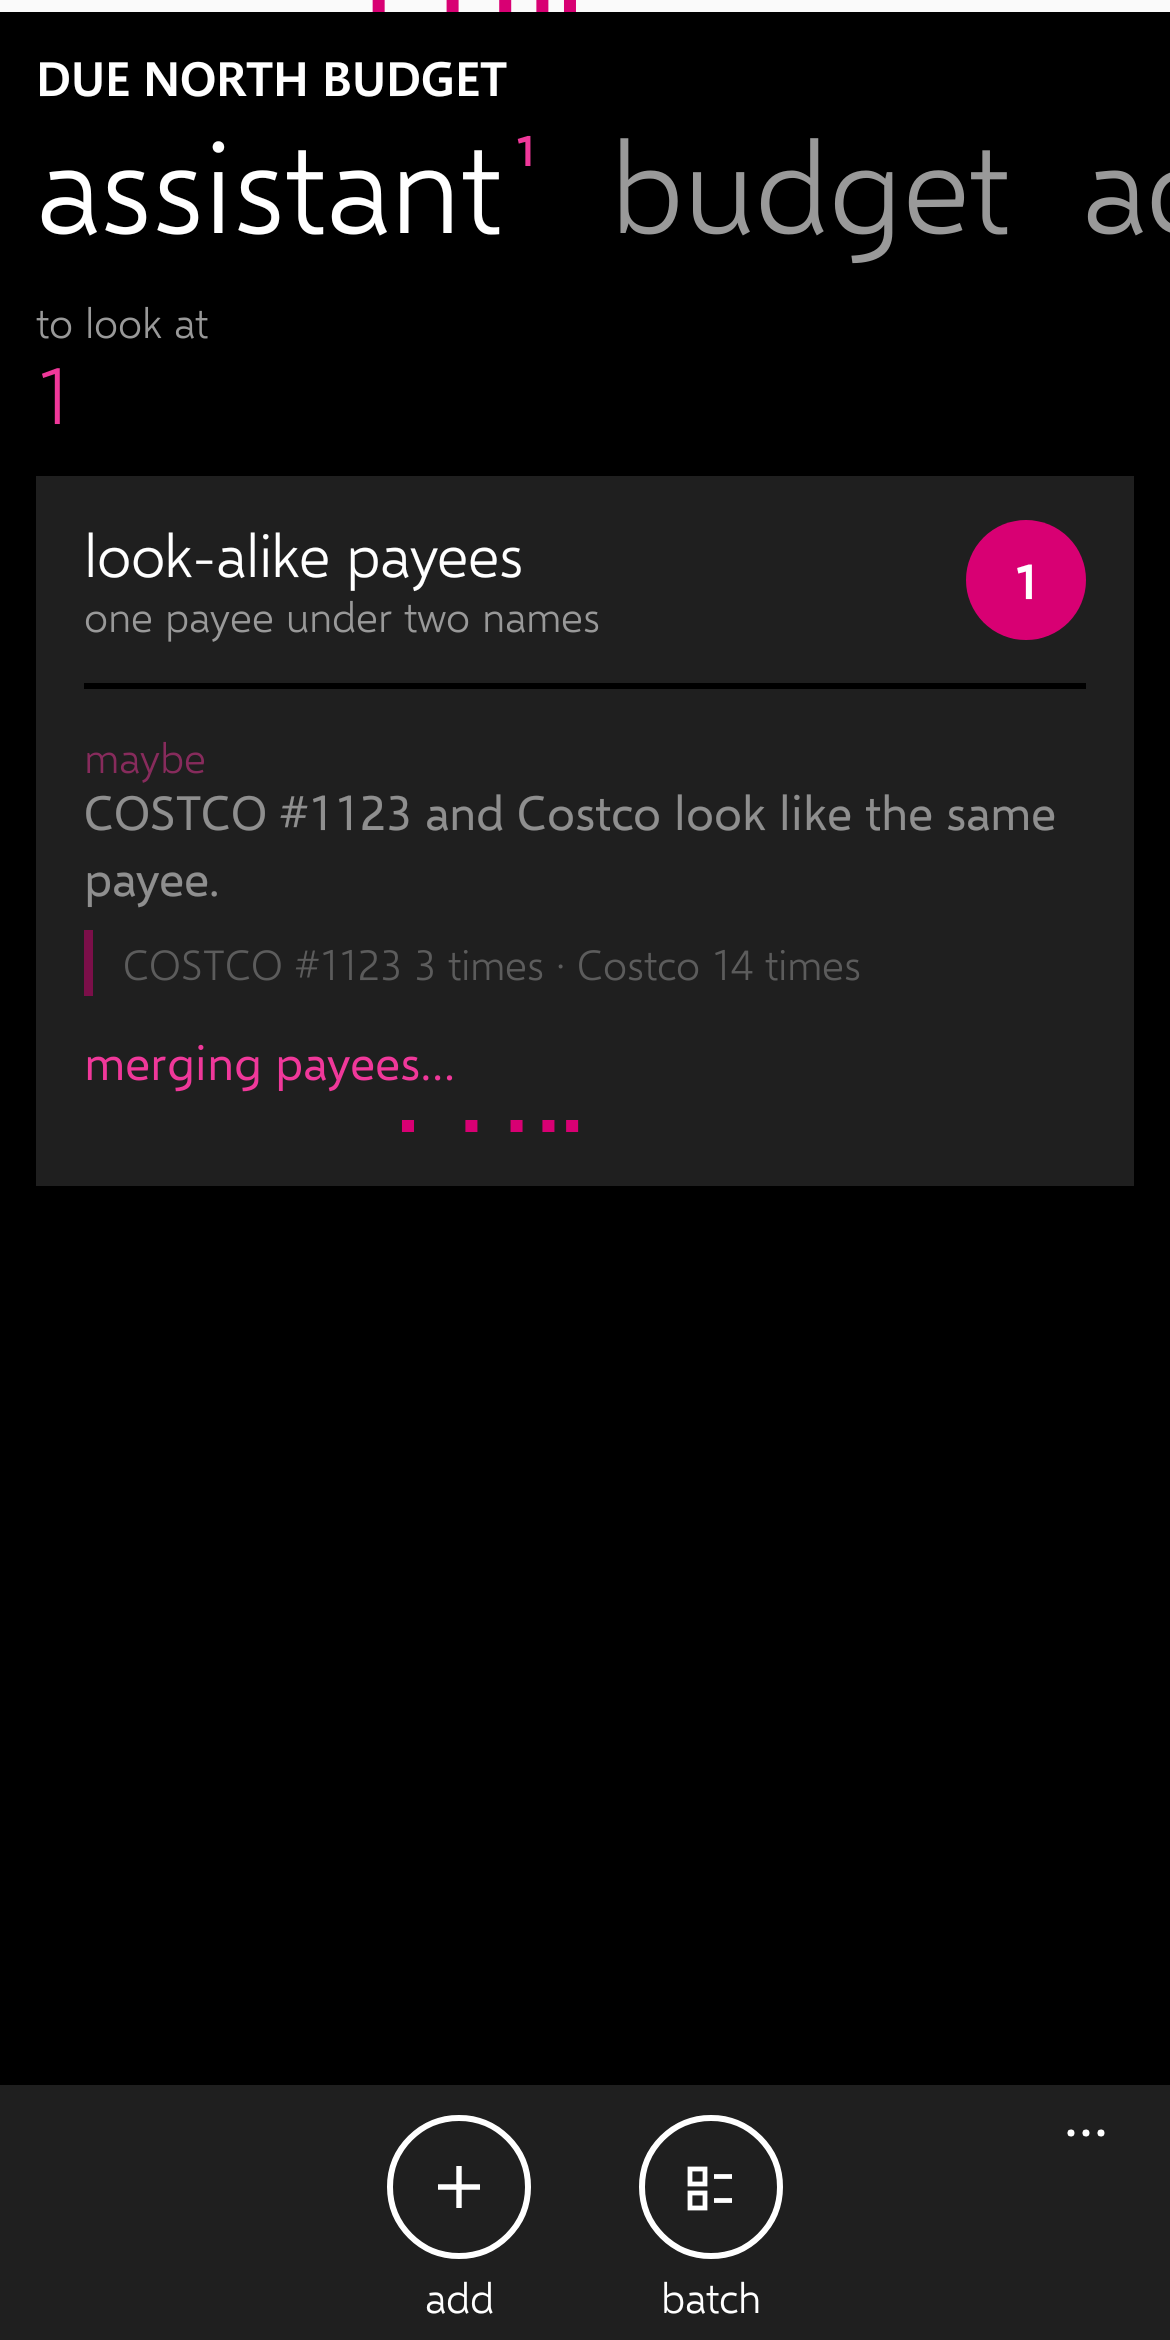 DUE NORTH BUDGET
assistant 1 budget ac
to look at
1
look-alike payees
1
one payee under two names
maybe
COSTCO #1123 and Costco look like the same
payee.
COSTCO #1123 3 times · Costco 14 times
merging payees...
...
add batch